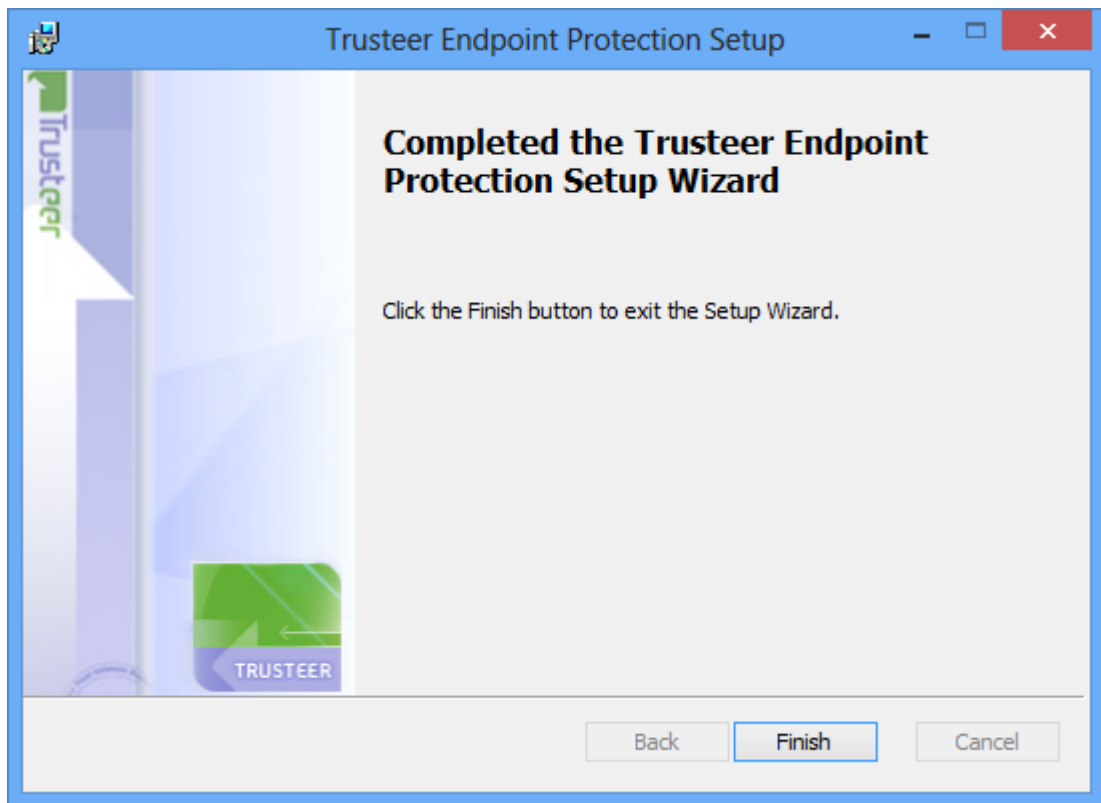 Trusteer Endpoint Protection Setup
Trusteer
Completed the Trusteer Endpoint
Protection Setup Wizard
Click the Finish button to exit the Setup Wizard.
TRUSTEER
Back
Finish
Cancel